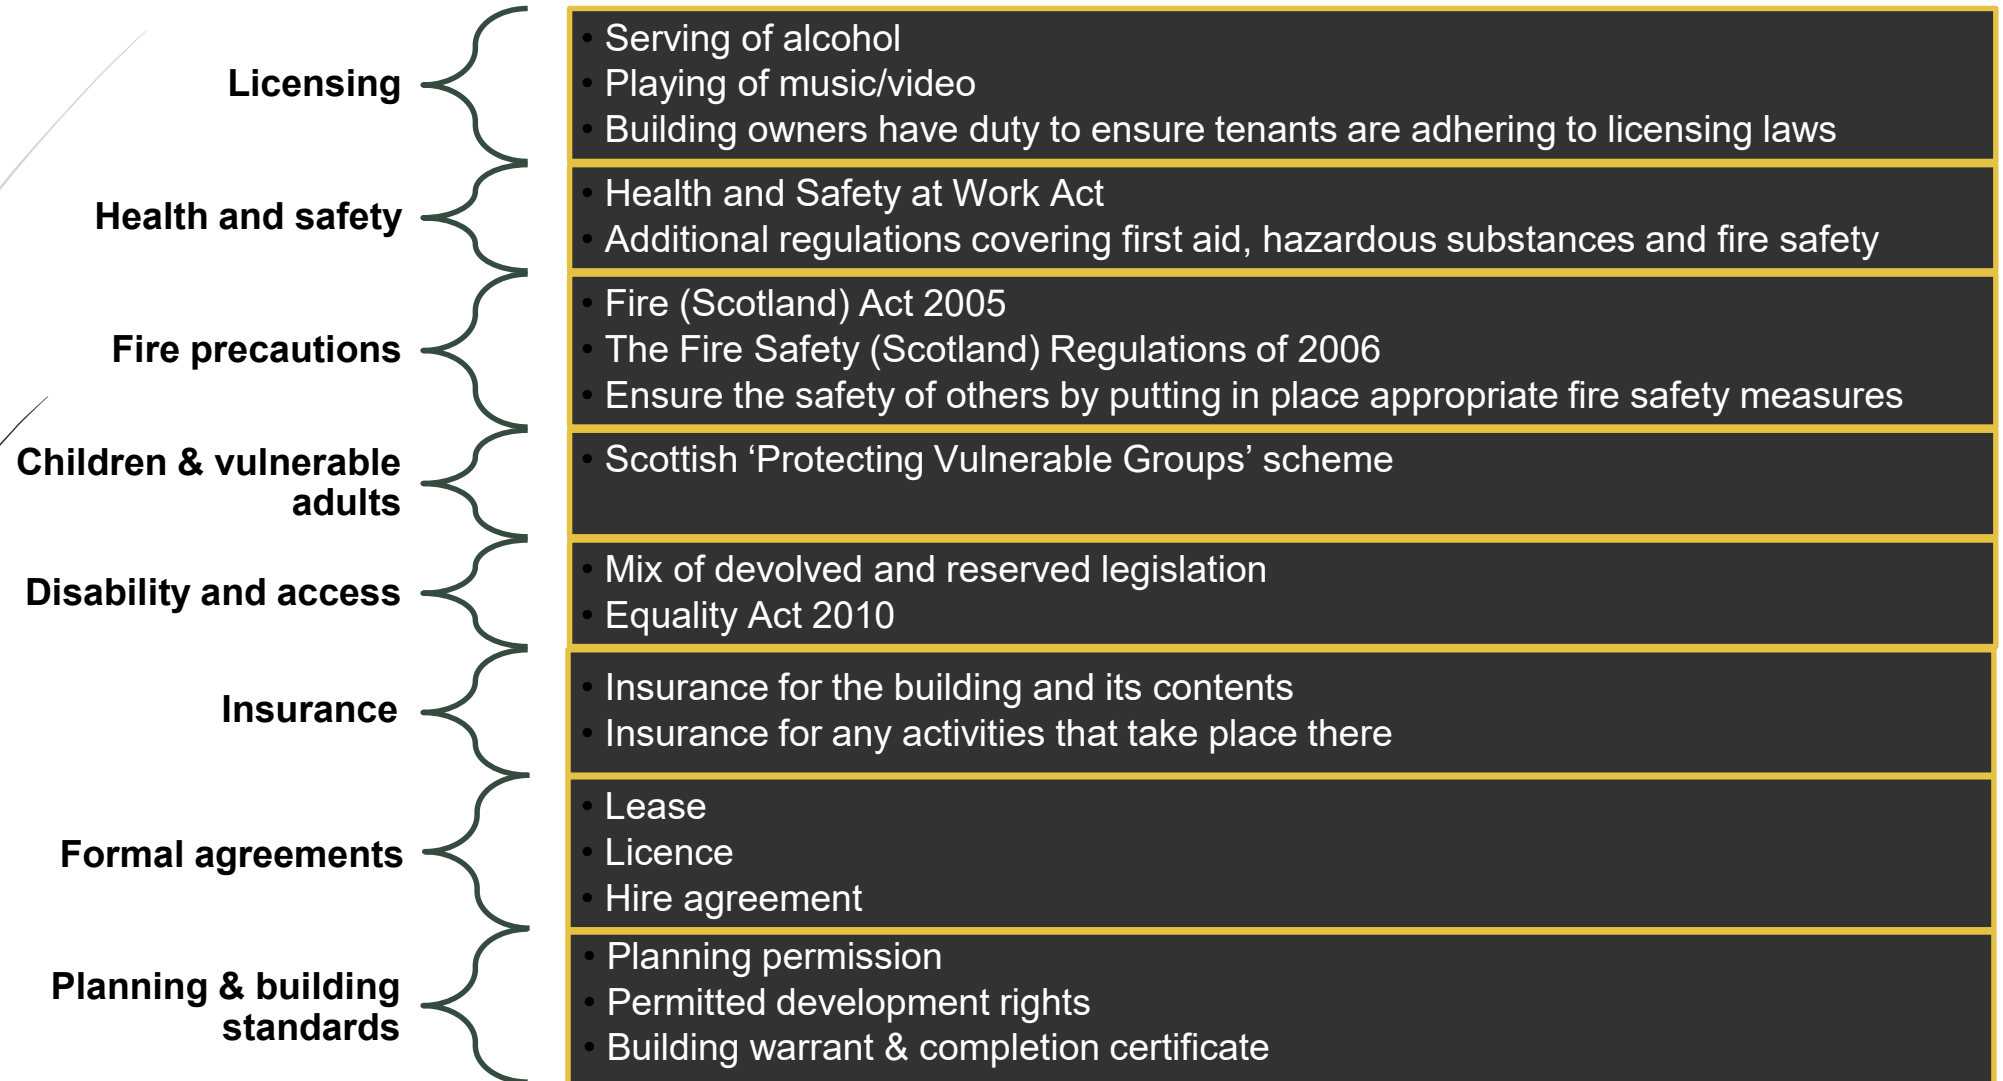 Licensing
• Serving of alcohol
• Playing of music/video
• Building owners have duty to ensure tenants are adhering to licensing laws
Health and safety
• Health and Safety at Work Act
• Additional regulations covering first aid, hazardous substances and fire safety
Fire precautions
• Fire (Scotland) Act 2005
• The Fire Safety (Scotland) Regulations of 2006
• Ensure the safety of others by putting in place appropriate fire safety measures
Children & vulnerable
adults
• Scottish ‘Protecting Vulnerable Groups’ scheme
Disability and access
• Mix of devolved and reserved legislation
• Equality Act 2010
Insurance
• Insurance for the building and its contents
• Insurance for any activities that take place there
Formal agreements
• Lease
• Licence
• Hire agreement
Planning & building
standards
• Planning permission
• Permitted development rights
• Building warrant & completion certificate